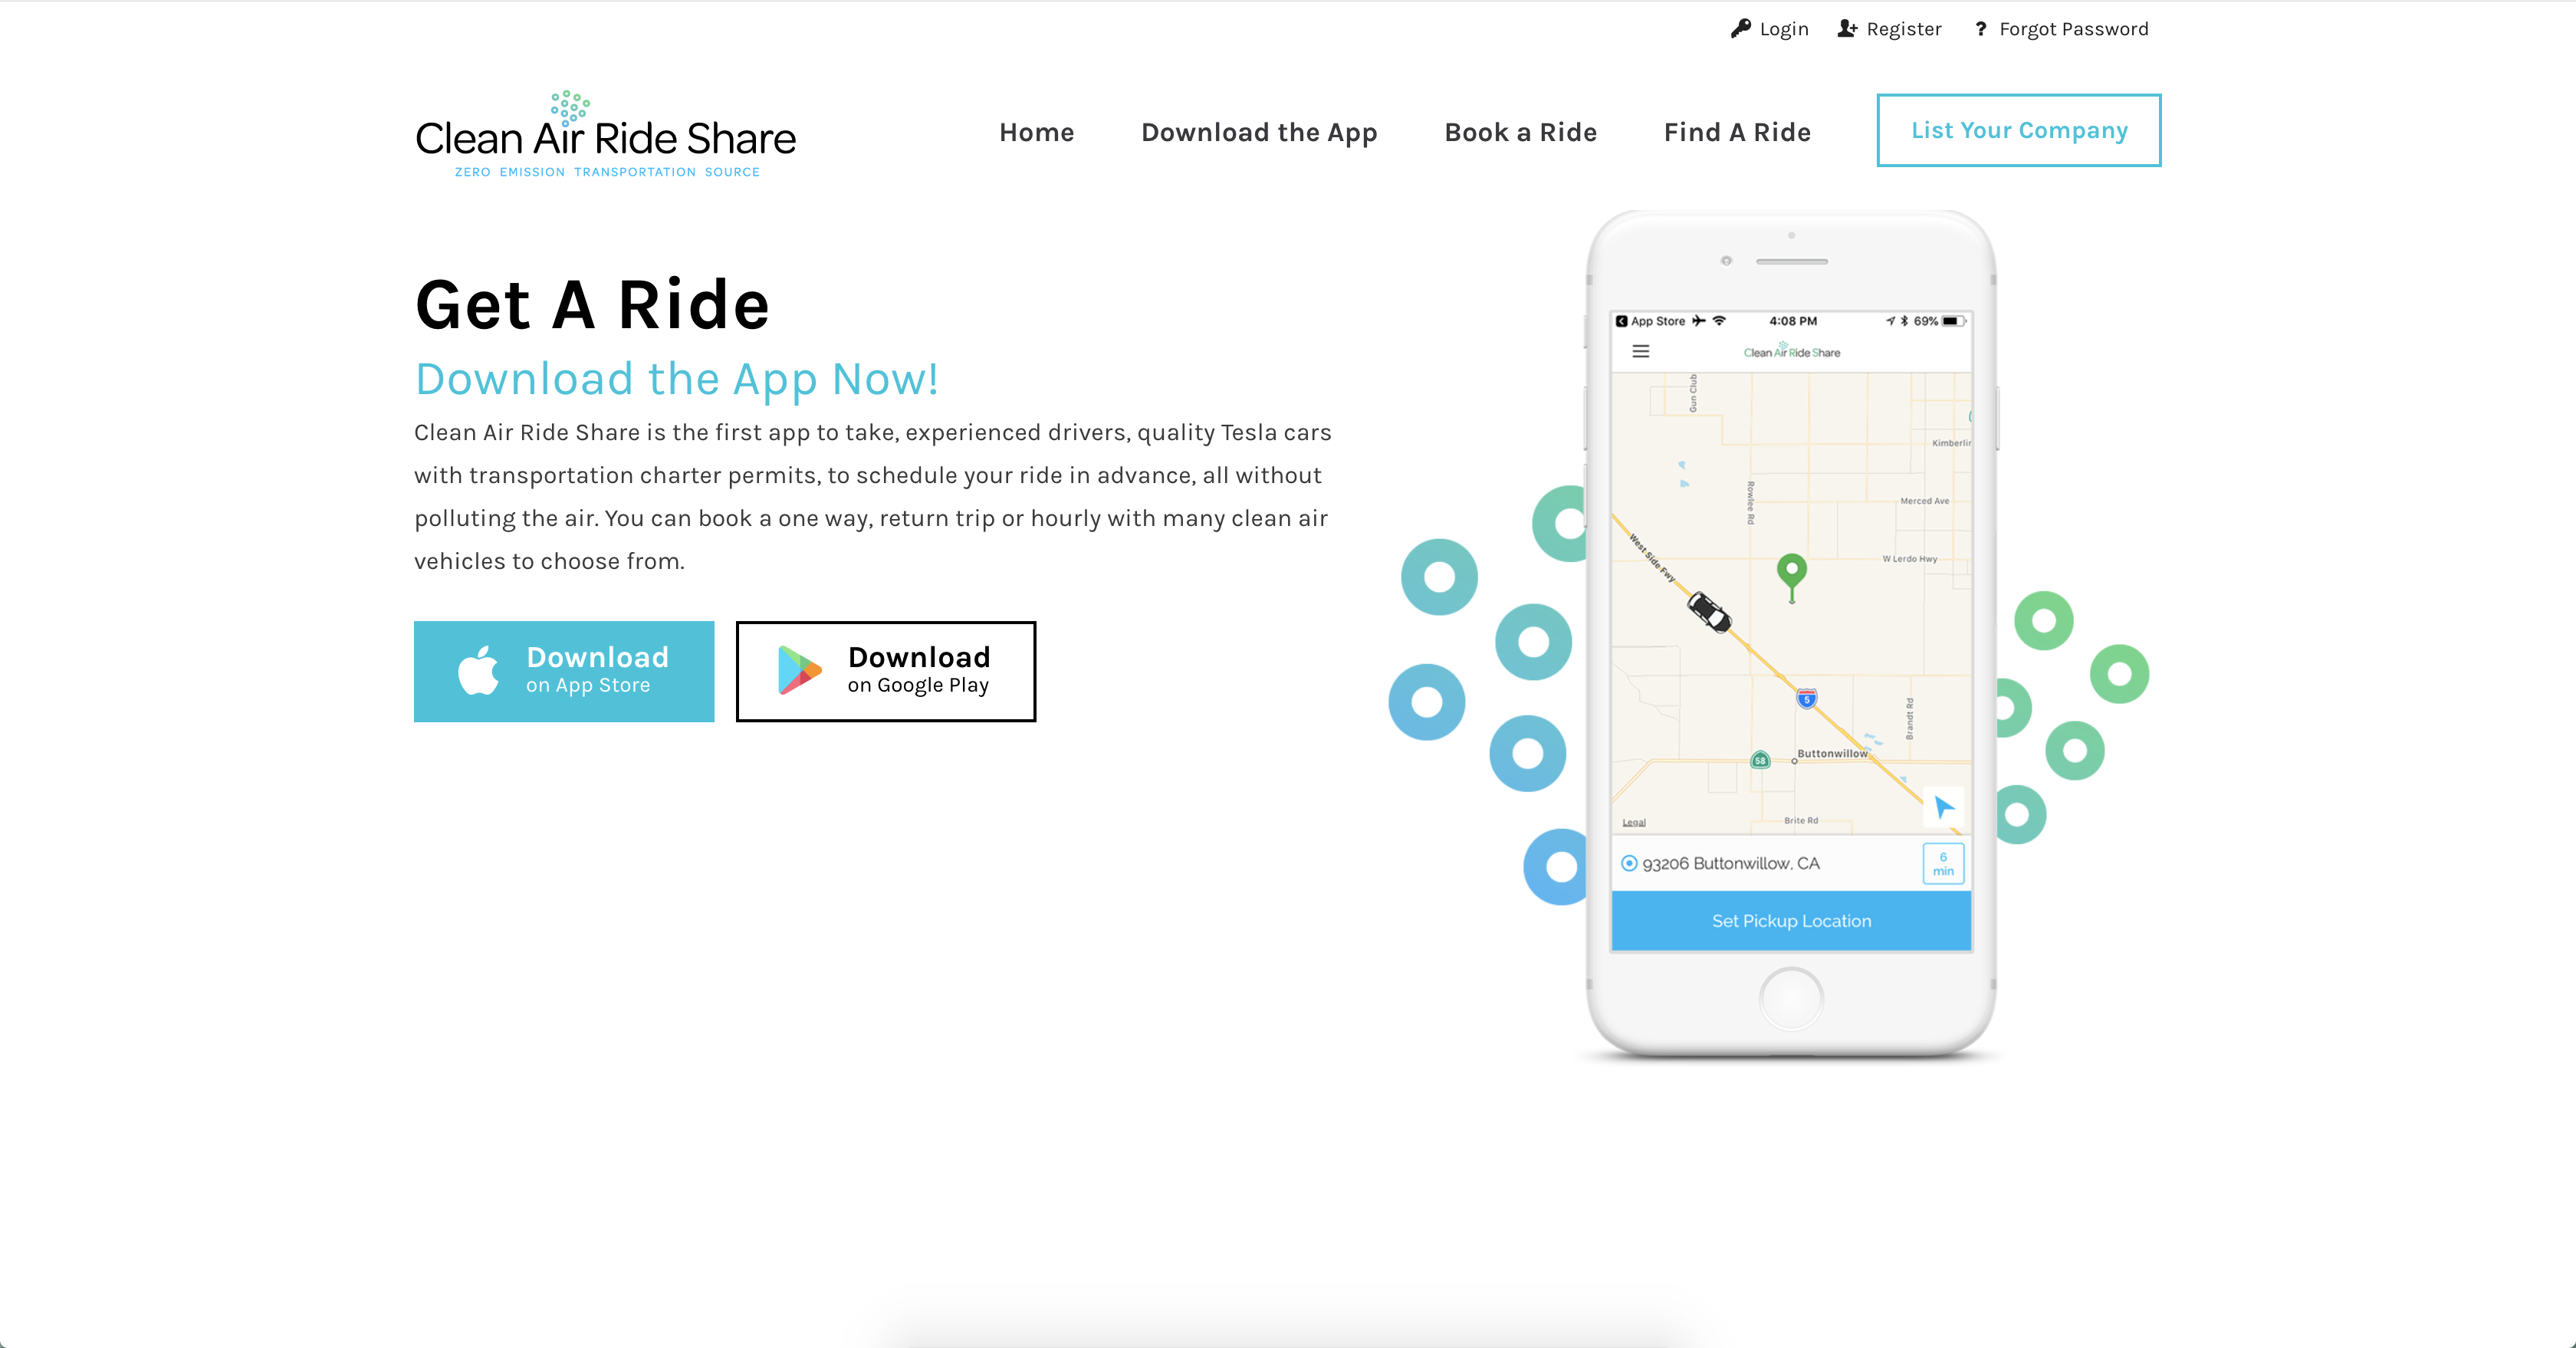 Login
Register
? Forgot Password
Clean Air Ride Share
ZERO EMISSION TRANSPORTATION SOURCE
Home
Download the App
Book a Ride
Find A Ride
List Your Company
Get A Ride
Download the App Now!
Clean Air Ride Share is the first app to take, experienced drivers, quality Tesla cars
with transportation charter permits, to schedule your ride in advance, all without
polluting the air. You can book a one way, return trip or hourly with many clean air
vehicles to choose from.
Download
on App Store
Download
on Google Play
App Store
4:08 PM
69%
Clean Air Ride Share
Gun Club
Kimberlin
Merced Ave
Rowlee Rd
West Side Fwy
W Lerdo Hwy
5
Brandt Rd
Buttonwillow
58
Legal
Brite Rd
93206 Buttonwillow, CA
6
min
Set Pickup Location